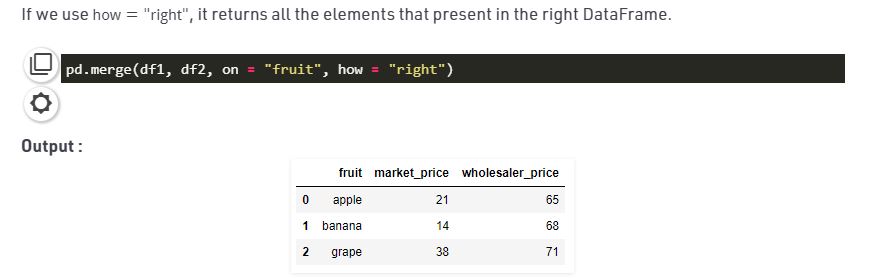 If we use how = "right", it returns all the elements that present in the right DataFrame.
pd.merge(df1, df2, on = "fruit", how = "right")
Output :
fruit market_price wholesaler_price
0 apple 21 65
1 banana 14 68
2 grape 38 71